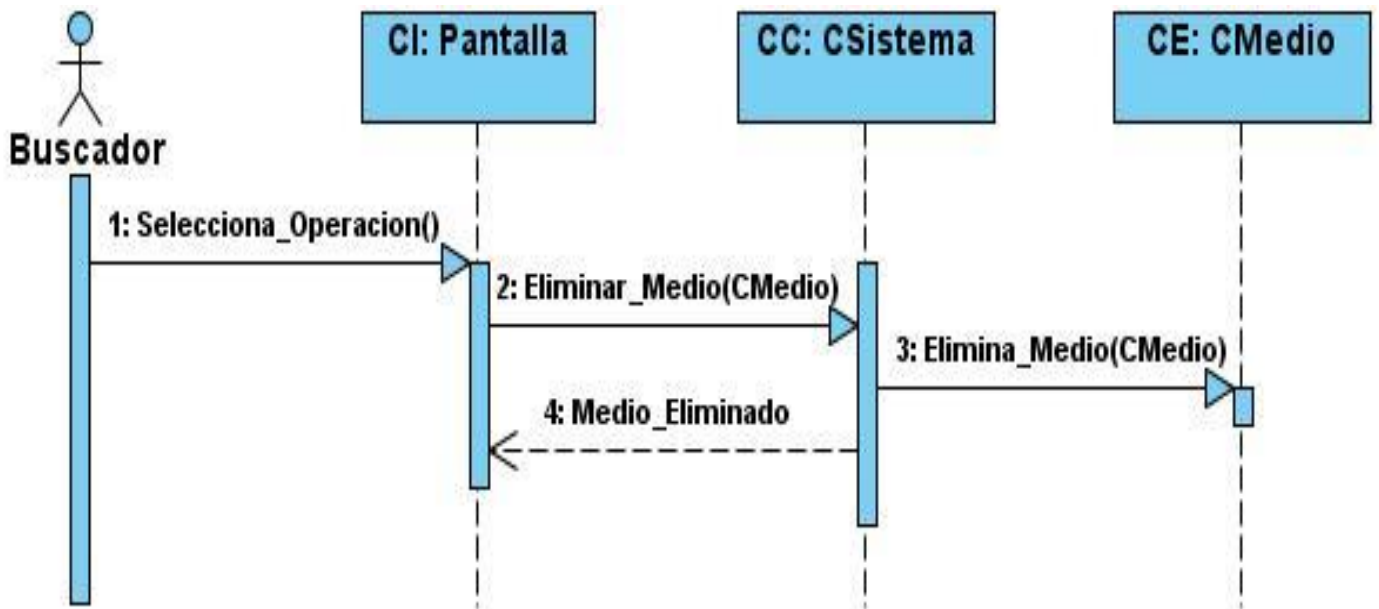 CI: Pantalla
CC: CSistema
CE: CMedio
Buscador
1: Selecciona_Operacion()
2: Eliminar_Medio(CMedio)
3: Elimina_Medio(CMedio)
4: Medio_Eliminado